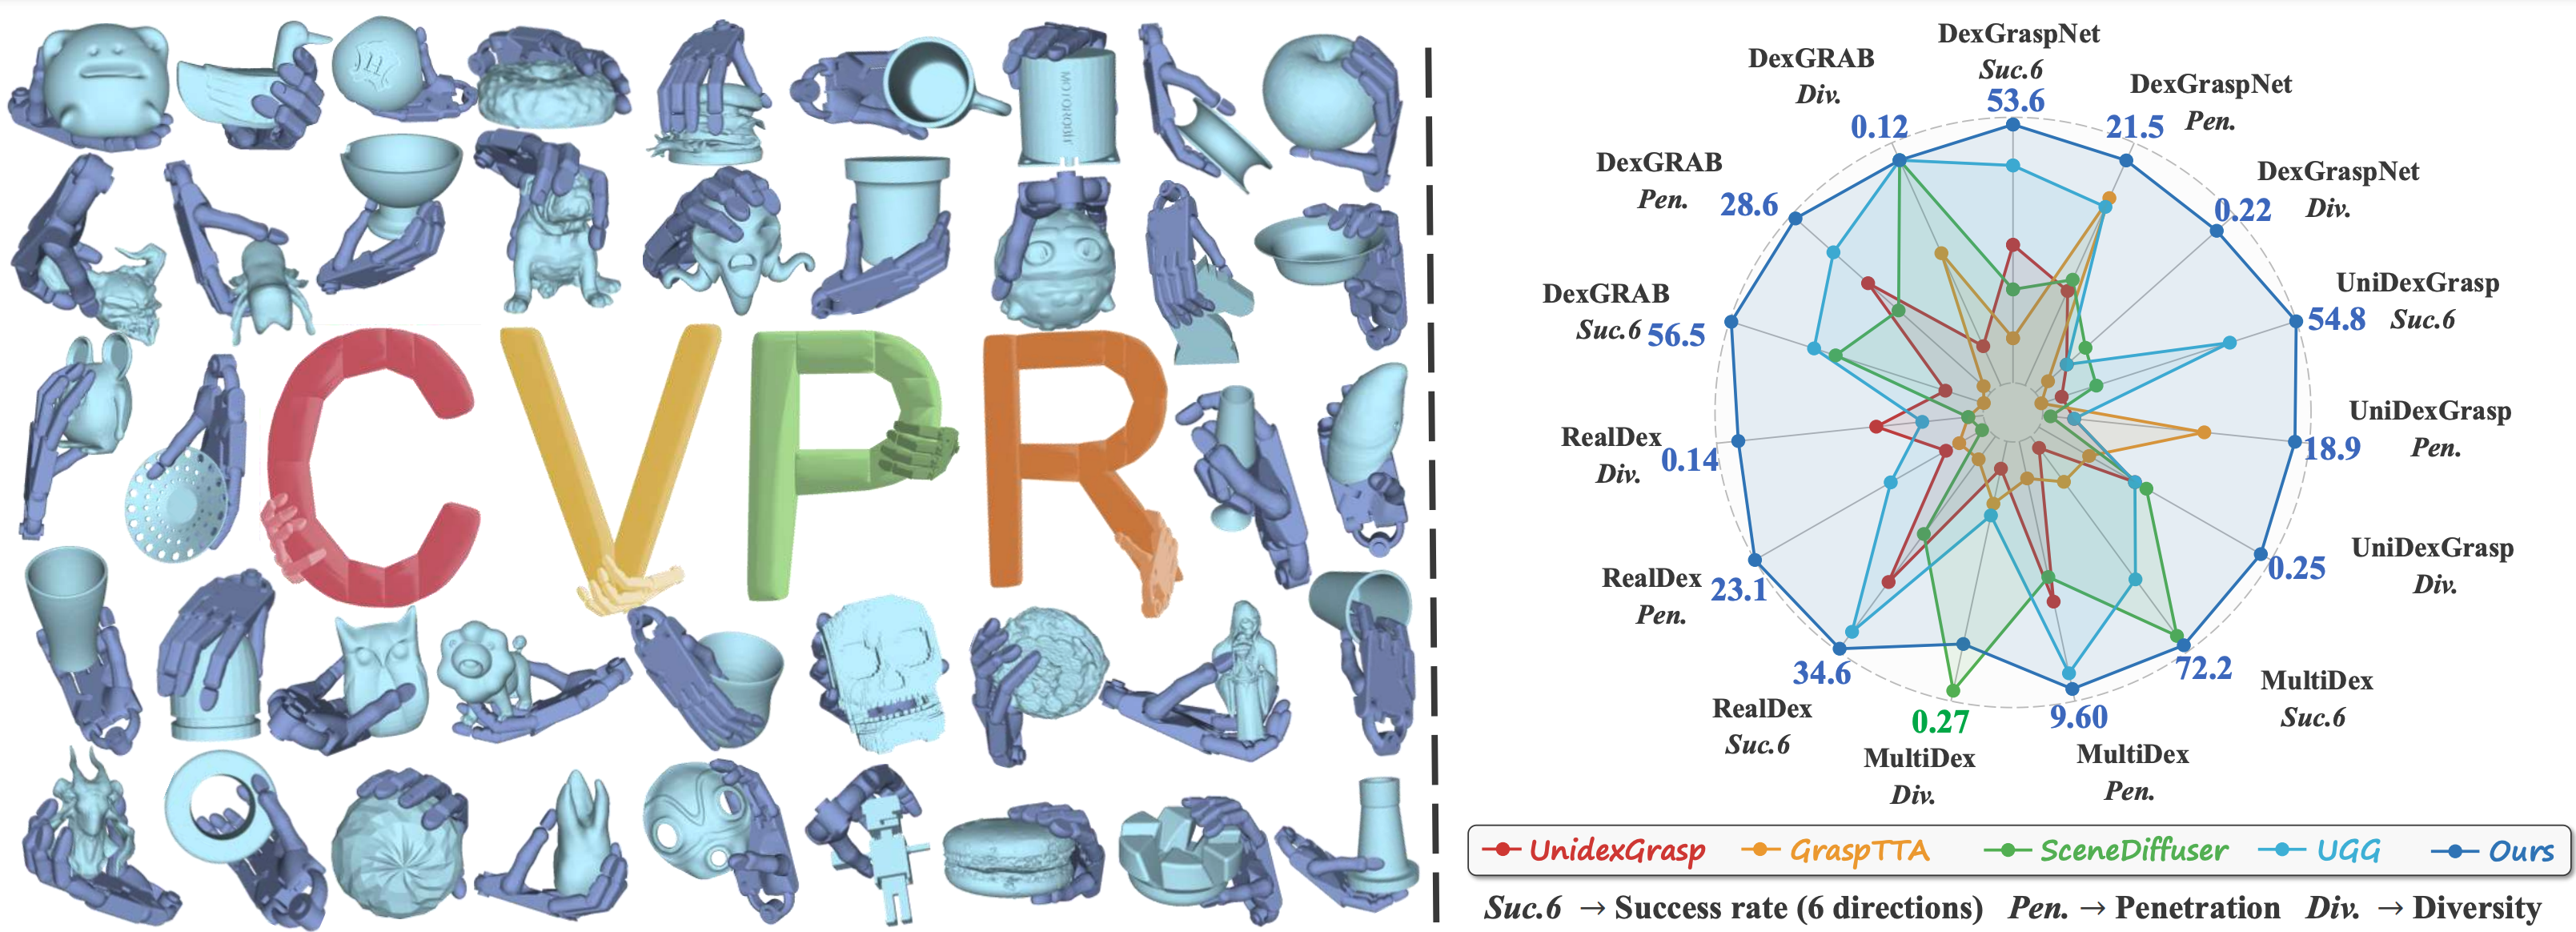 CVPR
DexGraspNet
Suc.6
53.6
DexGraspNet
Pen.
21.5
DexGraspNet
Div.
0.22
UniDexGrasp
Suc.6
54.8
UniDexGrasp
Pen.
18.9
UniDexGrasp
Div.
0.25
MultiDex
Suc.6
72.2
MultiDex
Pen.
9.60
MultiDex
Div.
0.27
RealDex
Suc.6
34.6
RealDex
Pen.
23.1
RealDex
Div.
0.14
DexGRAB
Suc.6
56.5
DexGRAB
Pen.
28.6
DexGRAB
Div.
0.12
UnidexGrasp GraspTTA SceneDiffuser UGG Ours
Suc.6 → Success rate (6 directions) Pen. → Penetration Div. → Diversity